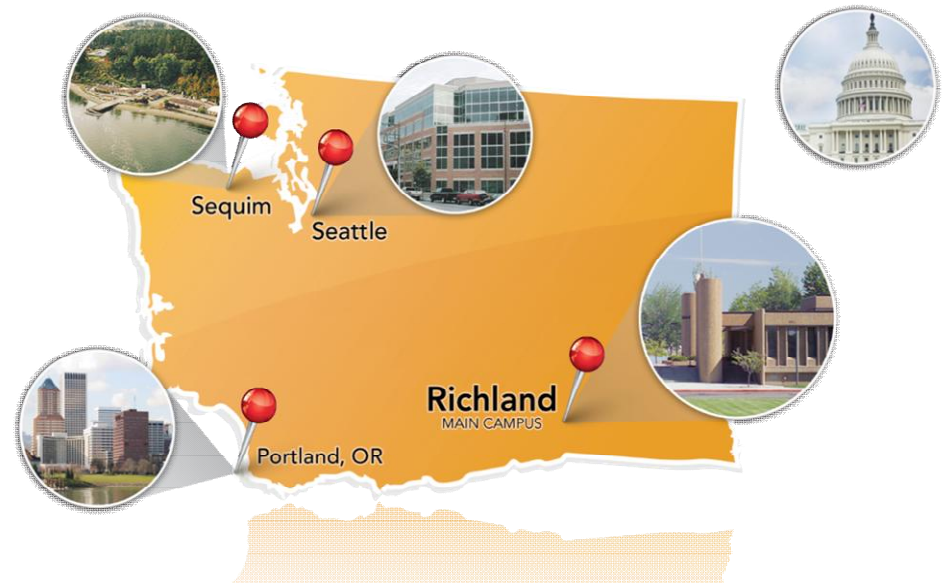 Sequim
Seattle
Richland
MAIN CAMPUS
Portland, OR